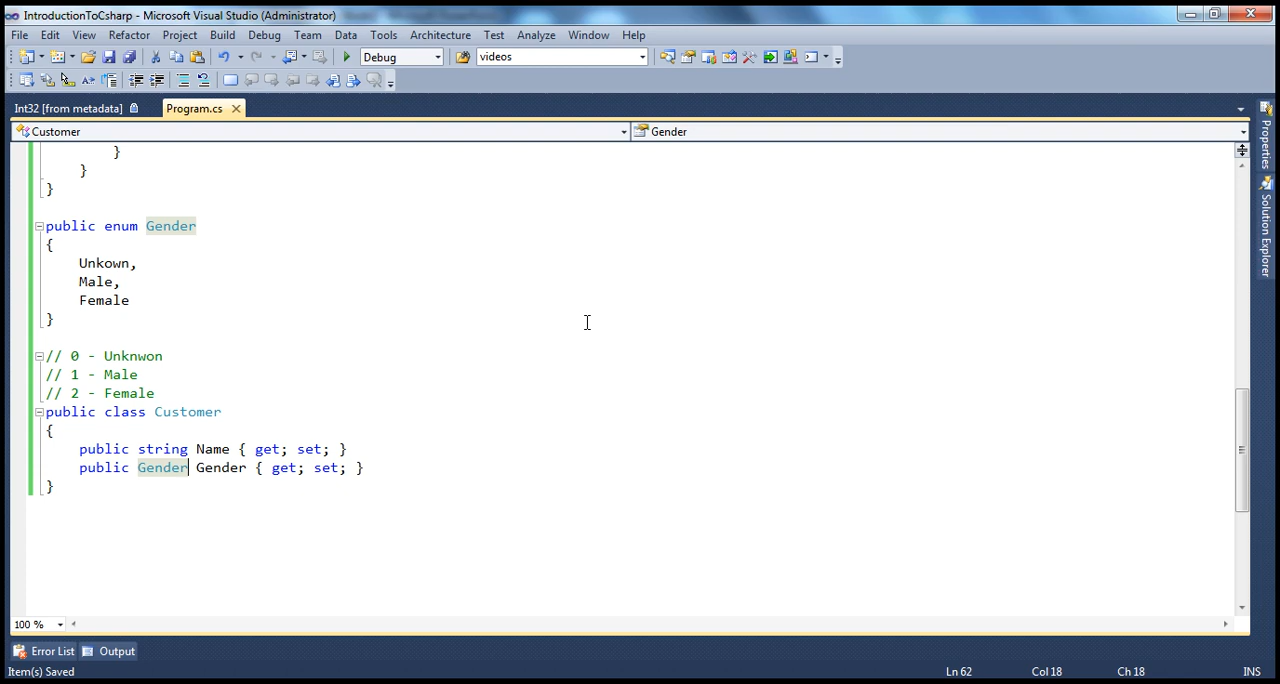 IntroductionToCsharp - Microsoft Visual Studio (Administrator)
File Edit View Refactor Project Build Debug Team Data Tools Architecture Test Analyze Window Help
Debug videos
Int32 [from metadata] Program.cs
Customer Gender
}
}
}
public enum Gender
{
Unkown,
Male,
Female
}
// 0 - Unknwon
// 1 - Male
// 2 - Female
public class Customer
{
public string Name { get; set; }
public Gender Gender { get; set; }
}
Properties
Solution Explorer
100 %
Error List Output
Item(s) Saved Ln 62 Col 18 Ch 18 INS